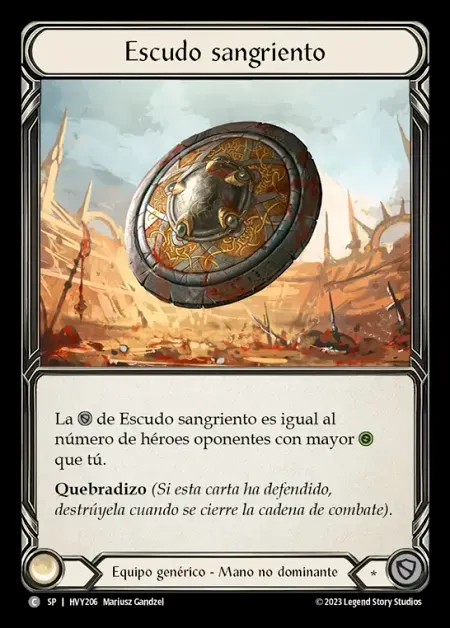 Escudo sangriento
La de Escudo sangriento es igual al
número de héroes oponentes con mayor
que tú.
Quebradizo (Si esta carta ha defendido,
destrúyela cuando se cierre la cadena de combate).
Equipo genérico - Mano no dominante
*
C SP | HVY206 Mariusz Gandzel
© 2023 Legend Story Studios